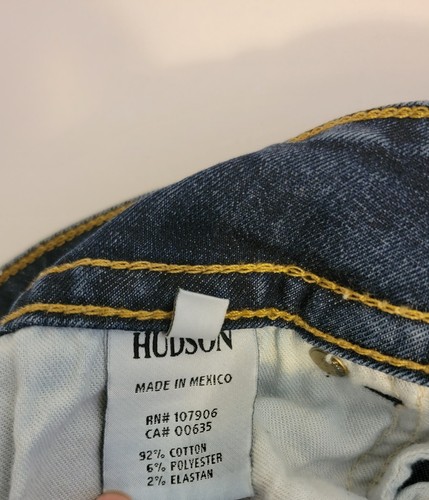 HUDSON
MADE IN MEXICO
RN# 107906
CA# 00635
92% COTTON
6% POLYESTER
2% ELASTAN